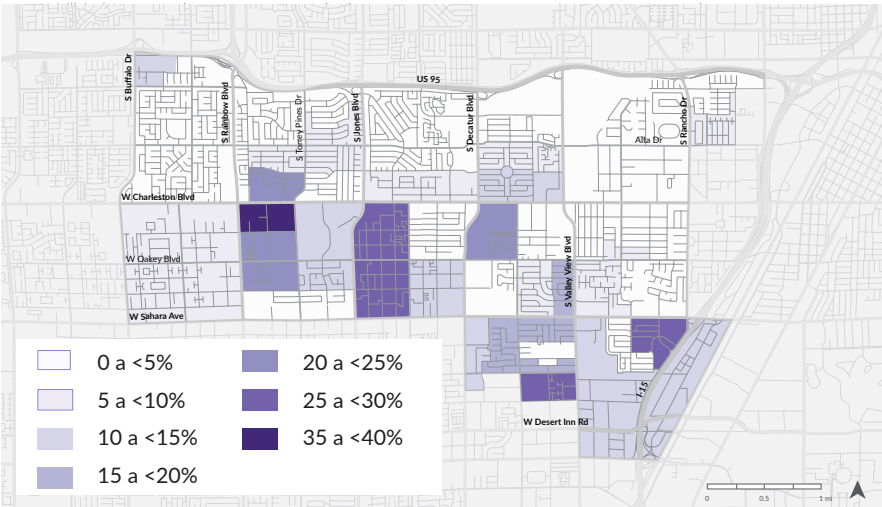 US 95
S Buffalo Dr
S Rainbow Blvd
S Torrey Pines Dr
S Jones Blvd
S Decatur Blvd
Alta Dr
S Rancho Dr
W Charleston Blvd
W Oakey Blvd
S Valley View Blvd
W Sahara Ave
I-15
W Desert Inn Rd
0 a <5%
5 a <10%
10 a <15%
15 a <20%
20 a <25%
25 a <30%
35 a <40%
0 0.5 1 mi